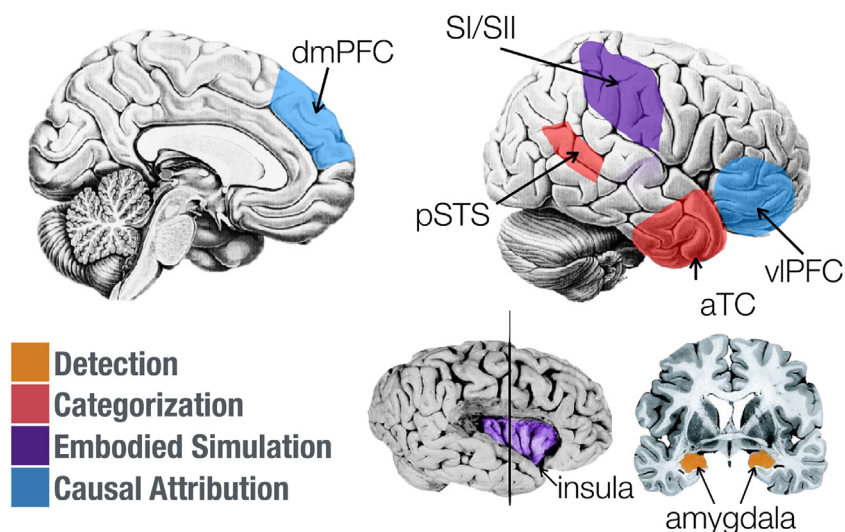 dmPFC
SI/SII
pSTS
vlPFC
aTC
Detection
Categorization
Embodied Simulation
Causal Attribution
insula
amygdala